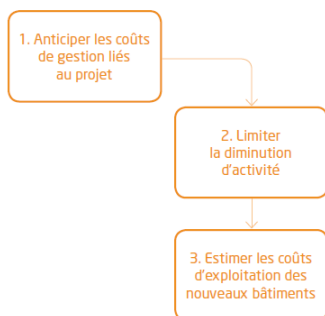 1. Anticiper les coûts
de gestion liés
au projet
2. Limiter
la diminution
d'activité
3. Estimer les coûts
d'exploitation des
nouveaux bâtiments